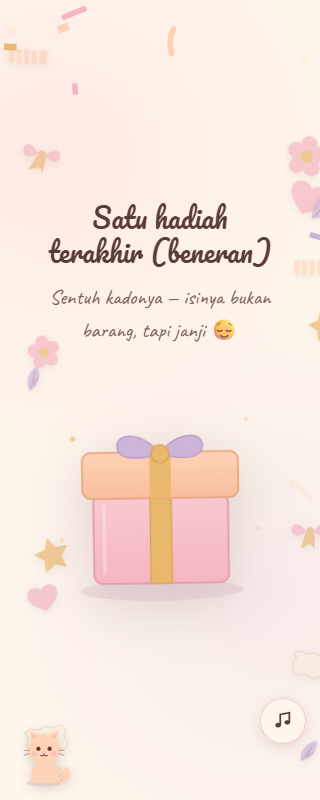 Satu hadiah
terakhir (beneran)
Sentuh kadonya — isinya bukan
barang, tapi janji 😌